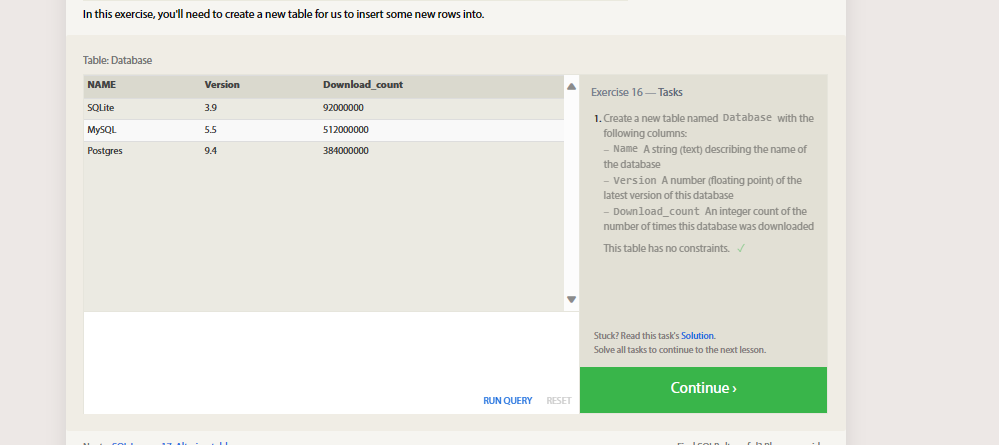 In this exercise, you'll need to create a new table for us to insert some new rows into.
Table: Database
NAME Version Download_count
SQLite 3.9 92000000
MySQL 5.5 512000000
Postgres 9.4 384000000
RUN QUERY RESET
Exercise 16 — Tasks
1. Create a new table named Database with the
following columns:
– Name A string (text) describing the name of
the database
– Version A number (floating point) of the
latest version of this database
– Download_count An integer count of the
number of times this database was downloaded
This table has no constraints. ✓
Stuck? Read this task's Solution.
Solve all tasks to continue to the next lesson.
Continue ›